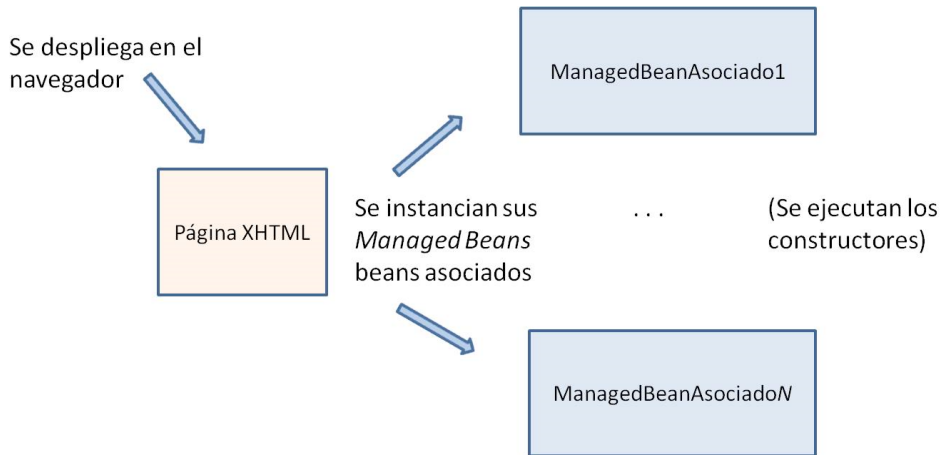 Se despliega en el
navegador
ManagedBeanAsociado1
Página XHTML
Se instancian sus
Managed Beans
beans asociados
. . .
(Se ejecutan los
constructores)
ManagedBeanAsociadoN